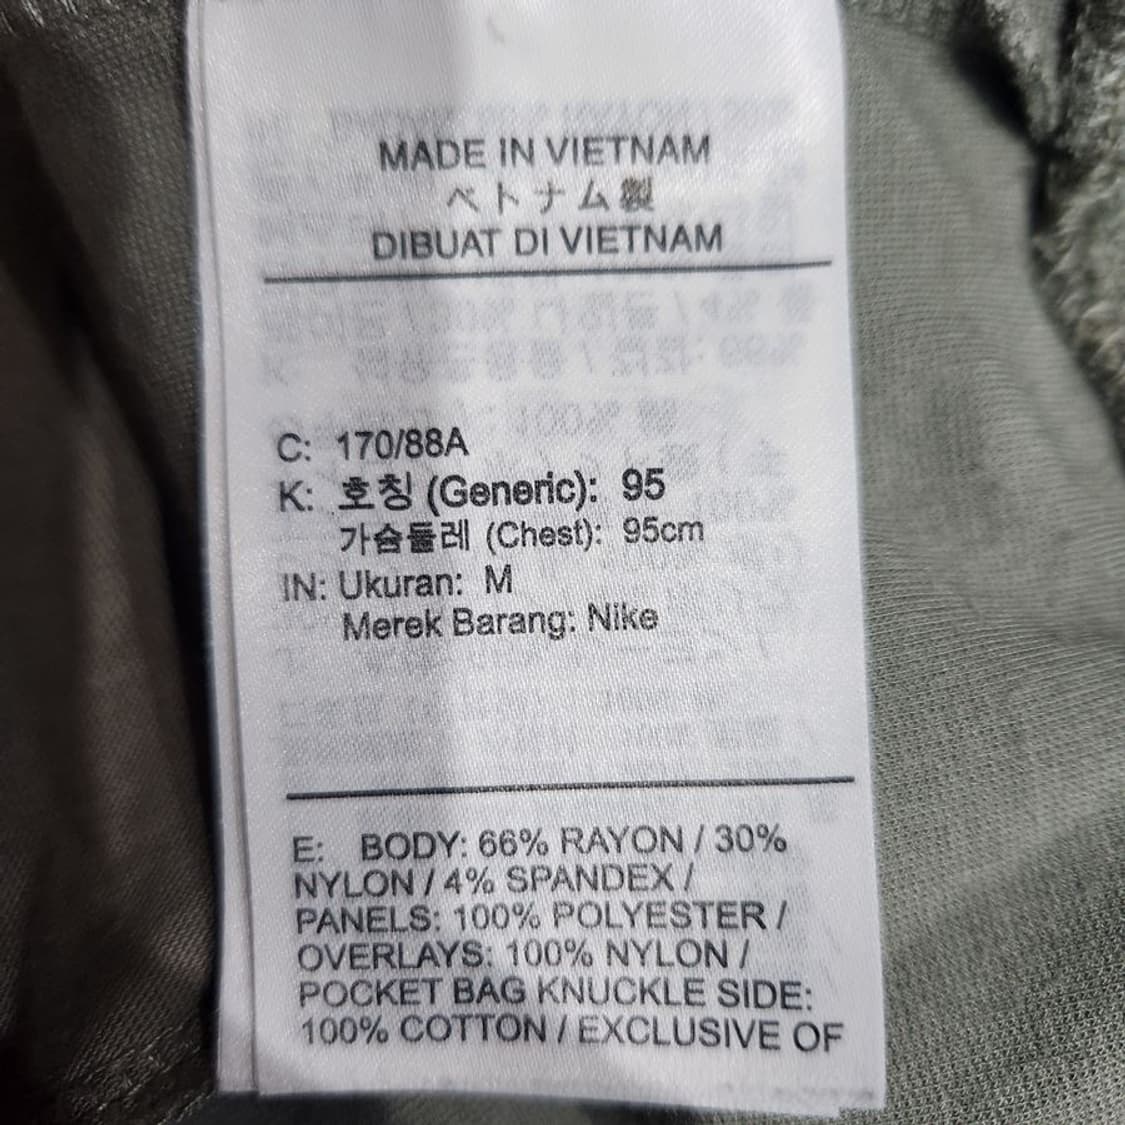 MADE IN VIETNAM
ベトナム製
DIBUAT DI VIETNAM
C: 170/88A
K: 호칭 (Generic): 95
가슴둘레 (Chest): 95cm
IN: Ukuran: M
Merek Barang: Nike
E: BODY: 66% RAYON / 30%
NYLON / 4% SPANDEX /
PANELS: 100% POLYESTER /
OVERLAYS: 100% NYLON /
POCKET BAG KNUCKLE SIDE:
100% COTTON / EXCLUSIVE OF